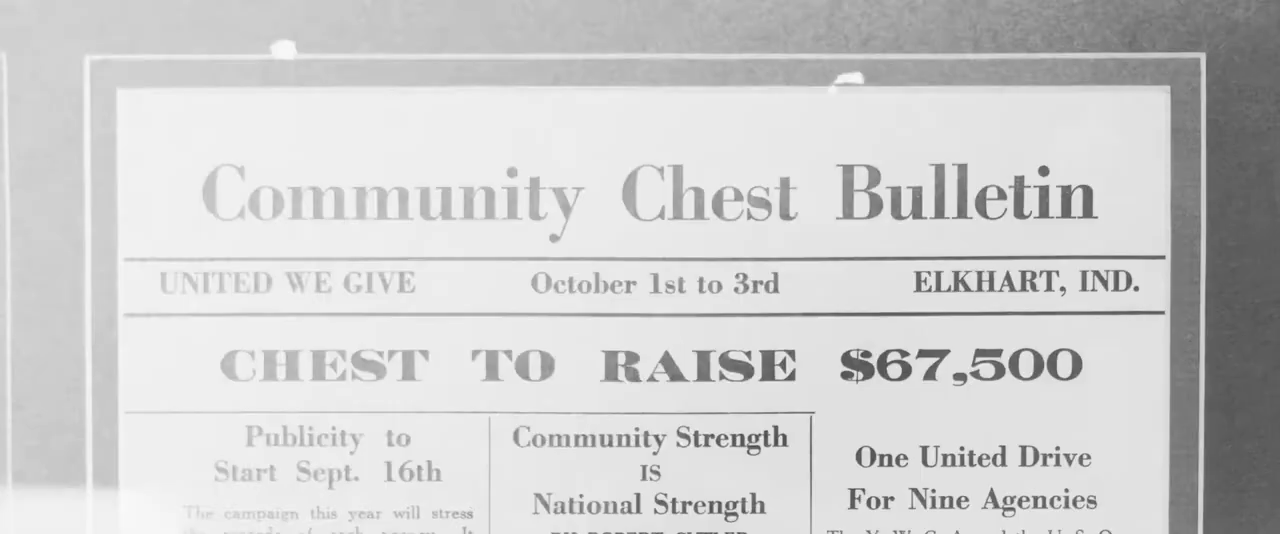 Community Chest Bulletin
UNITED WE GIVE October 1st to 3rd ELKHART, IND.
CHEST TO RAISE $67,500
Publicity to
Start Sept. 16th
The campaign this year will stress
Community Strength
IS
National Strength
One United Drive
For Nine Agencies